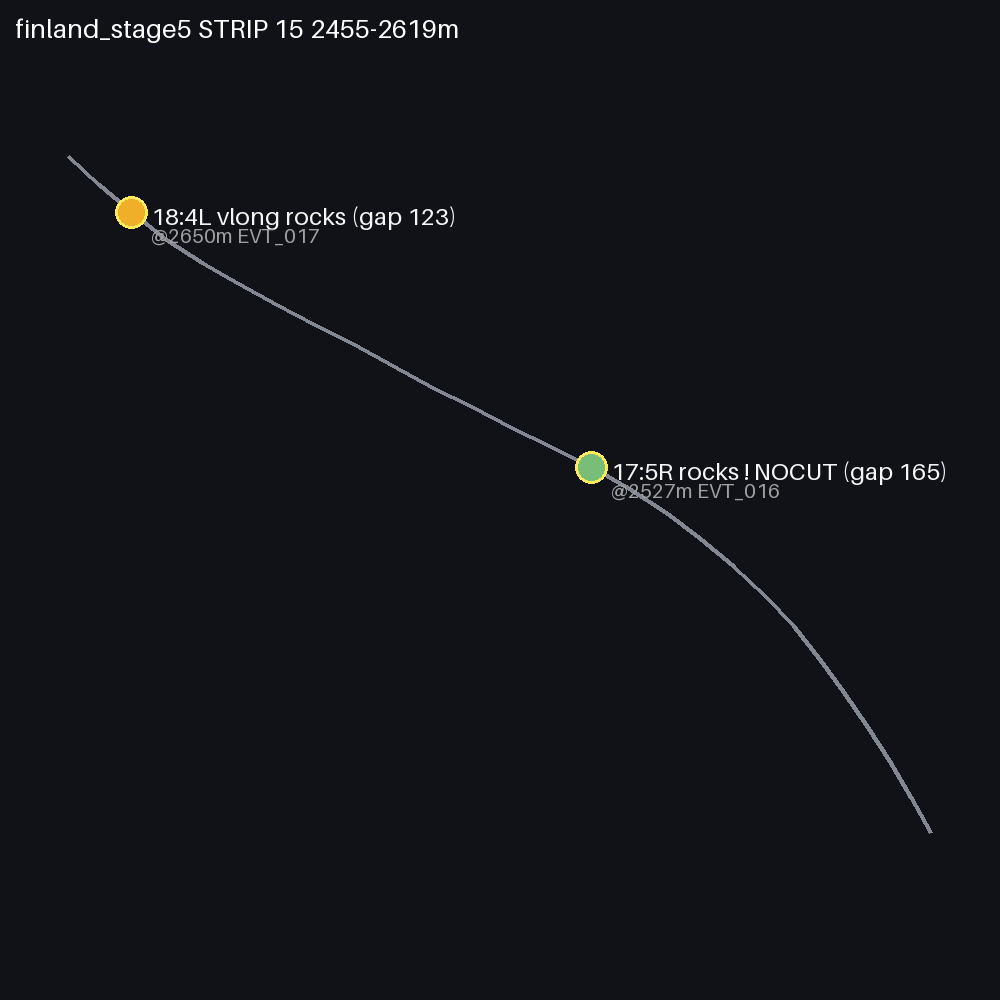 finland_stage5 STRIP 15 2455-2619m
18:4L vlong rocks (gap 123)
@2650m EVT_017
17:5R rocks ! NOCUT (gap 165)
@2527m EVT_016